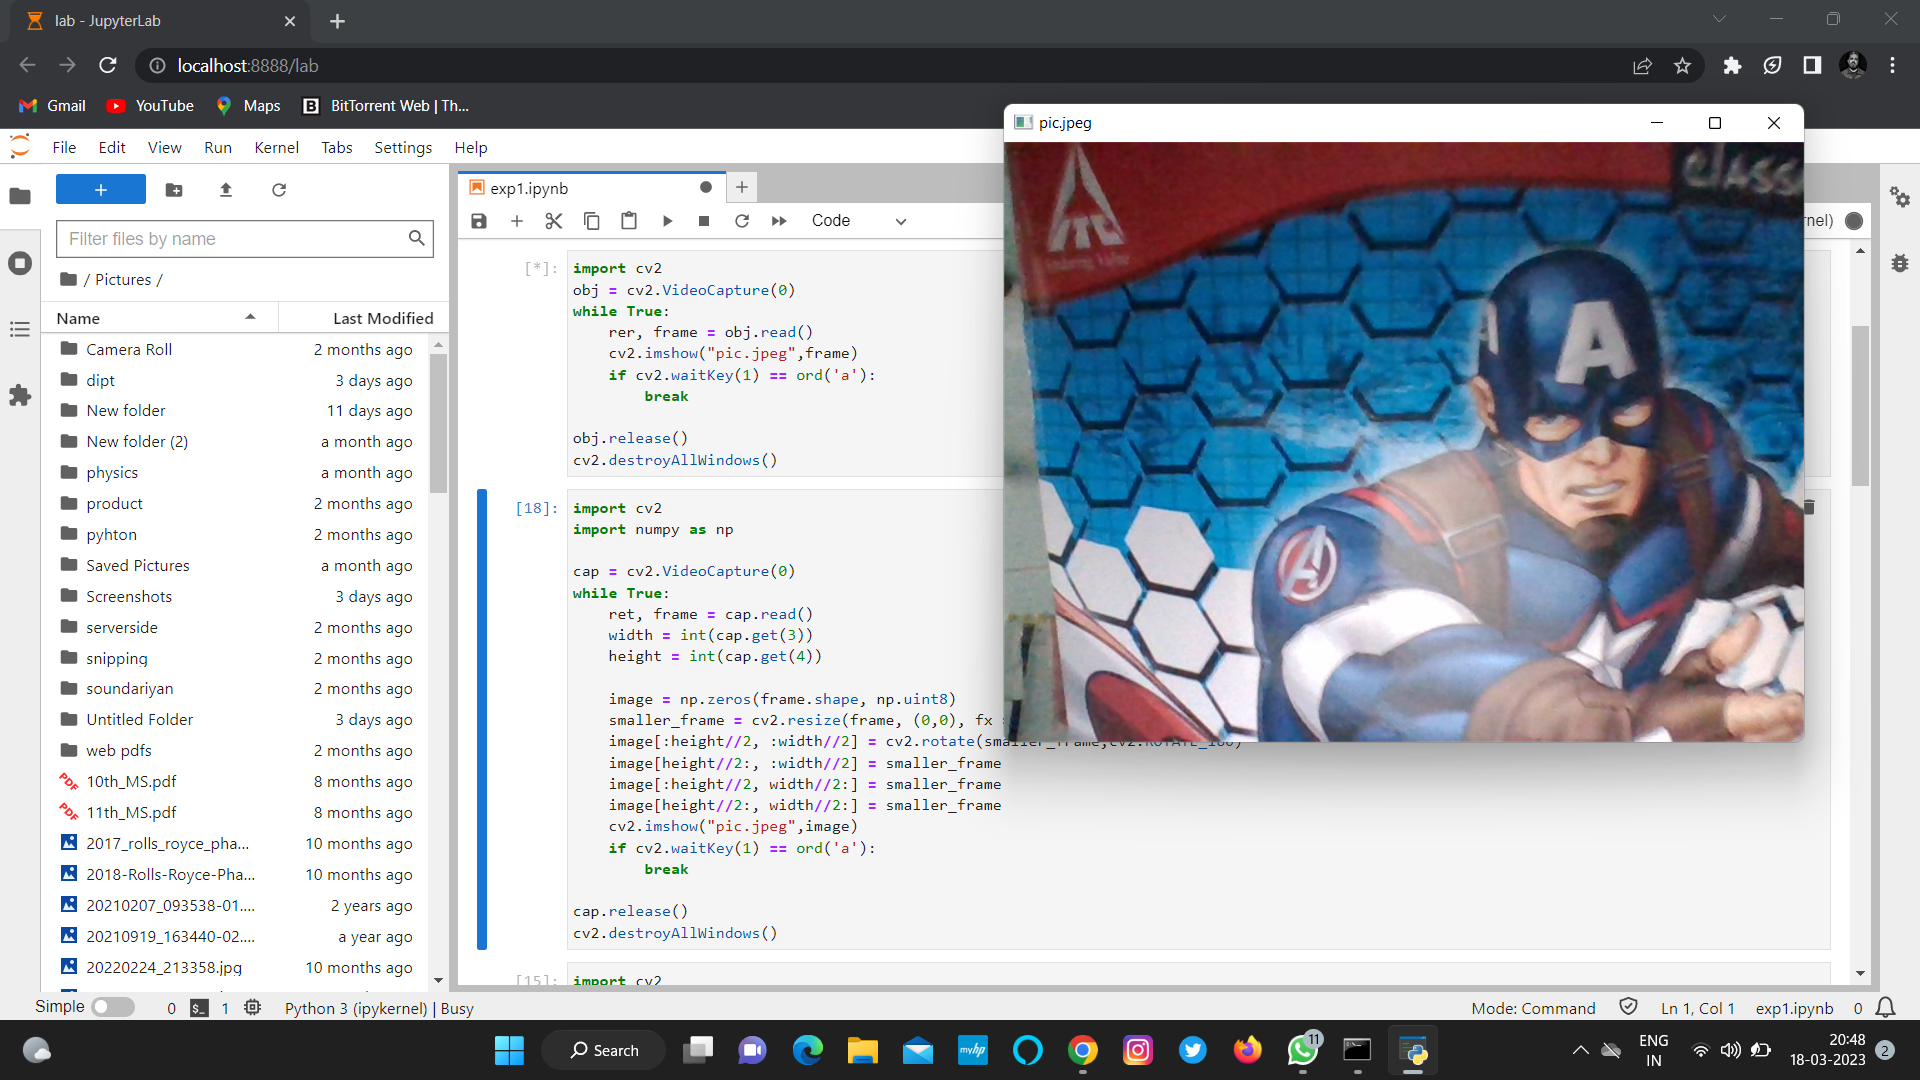 lab - JupyterLab
localhost:8888/lab
Gmail
YouTube
Maps
BitTorrent Web | Th...
pic.jpeg
File
Edit
View
Run
Kernel
Tabs
Settings
Help
Filter files by name
/ Pictures /
Name
Last Modified
Camera Roll 2 months ago
dipt 3 days ago
New folder 11 days ago
New folder (2) a month ago
physics a month ago
product 2 months ago
pyhton 2 months ago
Saved Pictures a month ago
Screenshots 3 days ago
serverside 2 months ago
snipping 2 months ago
soundariyan 2 months ago
Untitled Folder 3 days ago
web pdfs 2 months ago
10th_MS.pdf 8 months ago
11th_MS.pdf 8 months ago
2017_rolls_royce_pha... 10 months ago
2018-Rolls-Royce-Pha... 10 months ago
20210207_093538-01.... 2 years ago
20210919_163440-02.... a year ago
20220224_213358.jpg 10 months ago
exp1.ipynb
Code
nel)
[*]:
import cv2
obj = cv2.VideoCapture(0)
while True:
    rer, frame = obj.read()
    cv2.imshow("pic.jpeg",frame)
    if cv2.waitKey(1) == ord('a'):
        break
obj.release()
cv2.destroyAllWindows()
[18]:
import cv2
import numpy as np
cap = cv2.VideoCapture(0)
while True:
    ret, frame = cap.read()
    width = int(cap.get(3))
    height = int(cap.get(4))
    image = np.zeros(frame.shape, np.uint8)
    smaller_frame = cv2.resize(frame, (0,0), fx
    image[:height//2, :width//2] = cv2.rotate(smaller_frame,cv2.ROTATE_180)
    image[height//2:, :width//2] = smaller_frame
    image[:height//2, width//2:] = smaller_frame
    image[height//2:, width//2:] = smaller_frame
    cv2.imshow("pic.jpeg",image)
    if cv2.waitKey(1) == ord('a'):
        break
cap.release()
cv2.destroyAllWindows()
[15]:
import cv2
ITC
CLASS
A
A
Simple
0
1
Python 3 (ipykernel) | Busy
Mode: Command
Ln 1, Col 1
exp1.ipynb
0
Search
myhp
11
ENG
IN
20:48
18-03-2023
2